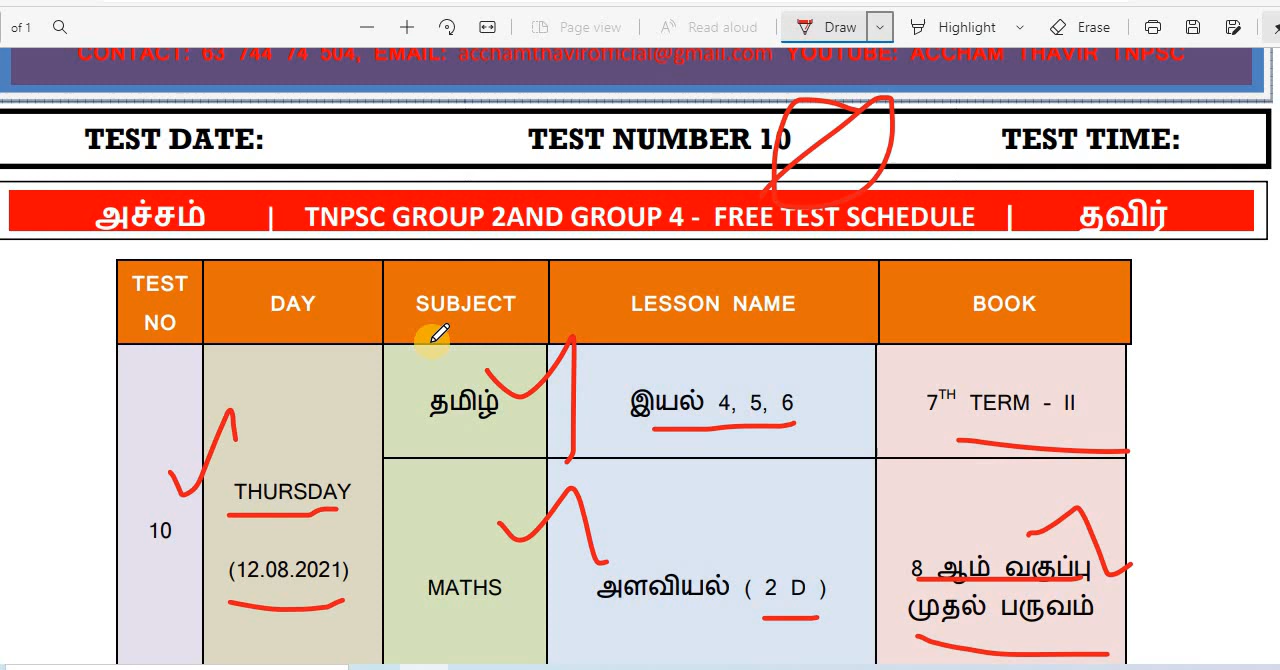 of 1 Page view Read aloud Draw Highlight Erase
CONTACT: 63 744 74 504, EMAIL: acchamthavirofficial@gmail.com YOUTUBE: ACCHAM THAVIR TNPSC
TEST DATE: TEST NUMBER 10 TEST TIME:
அச்சம் | TNPSC GROUP 2AND GROUP 4 - FREE TEST SCHEDULE | தவிர்
TEST NO DAY SUBJECT LESSON NAME BOOK
தமிழ் இயல் 4, 5, 6 7TH TERM - II
THURSDAY
10
(12.08.2021)
MATHS அளவியல் ( 2 D ) 8 ஆம் வகுப்பு
முதல் பருவம்